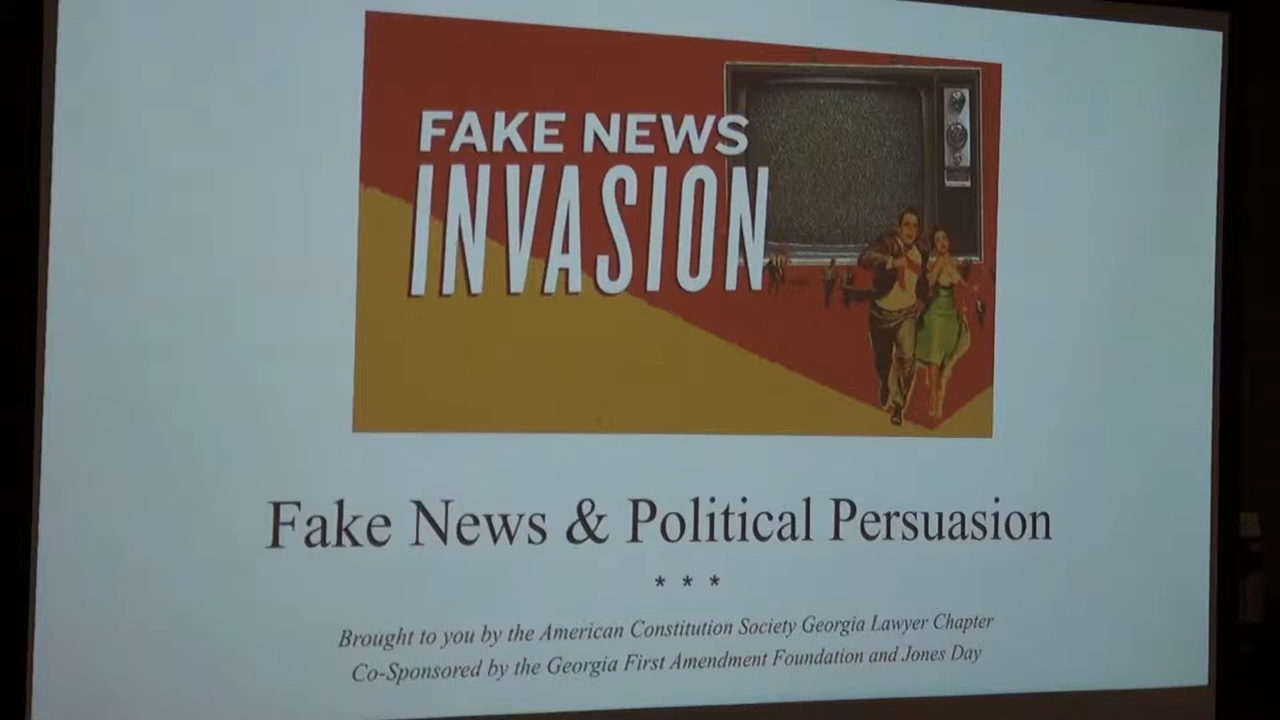 FAKE NEWS
INVASION
Fake News & Political Persuasion
* * *
Brought to you by the American Constitution Society Georgia Lawyer Chapter
Co-Sponsored by the Georgia First Amendment Foundation and Jones Day